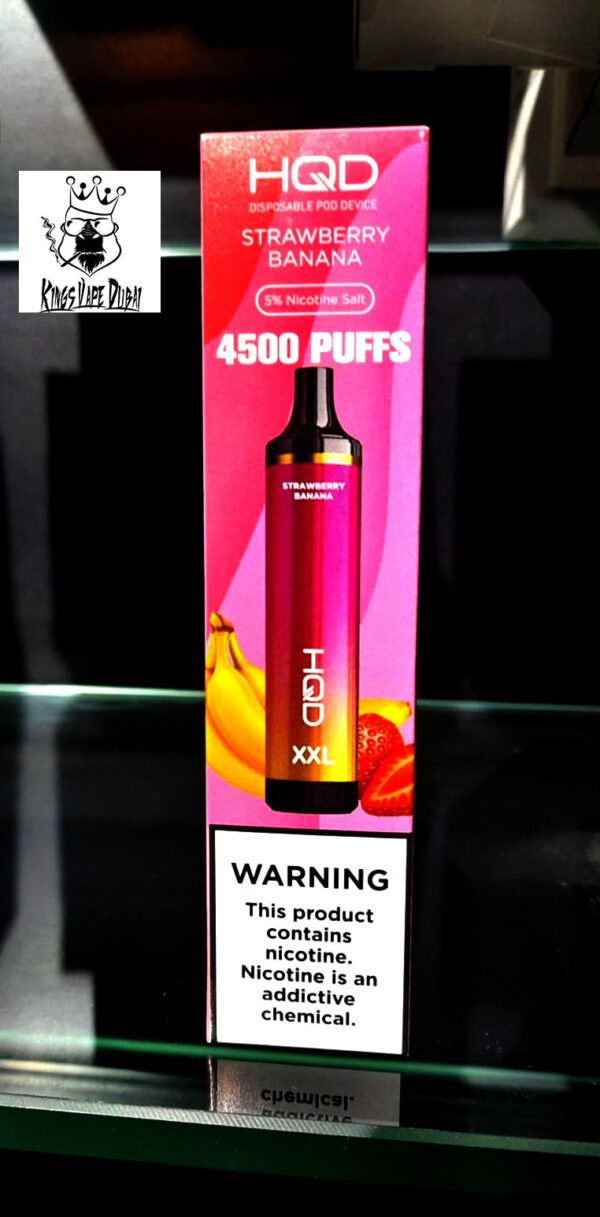 HQD
DISPOSABLE POD DEVICE
STRAWBERRY
BANANA
5% Nicotine Salt
4500 PUFFS
STRAWBERRY
BANANA
HQD
XXL
KINGS VAPE DUBAI
WARNING
This product
contains
nicotine.
Nicotine is an
addictive
chemical.
chemical.
addictive